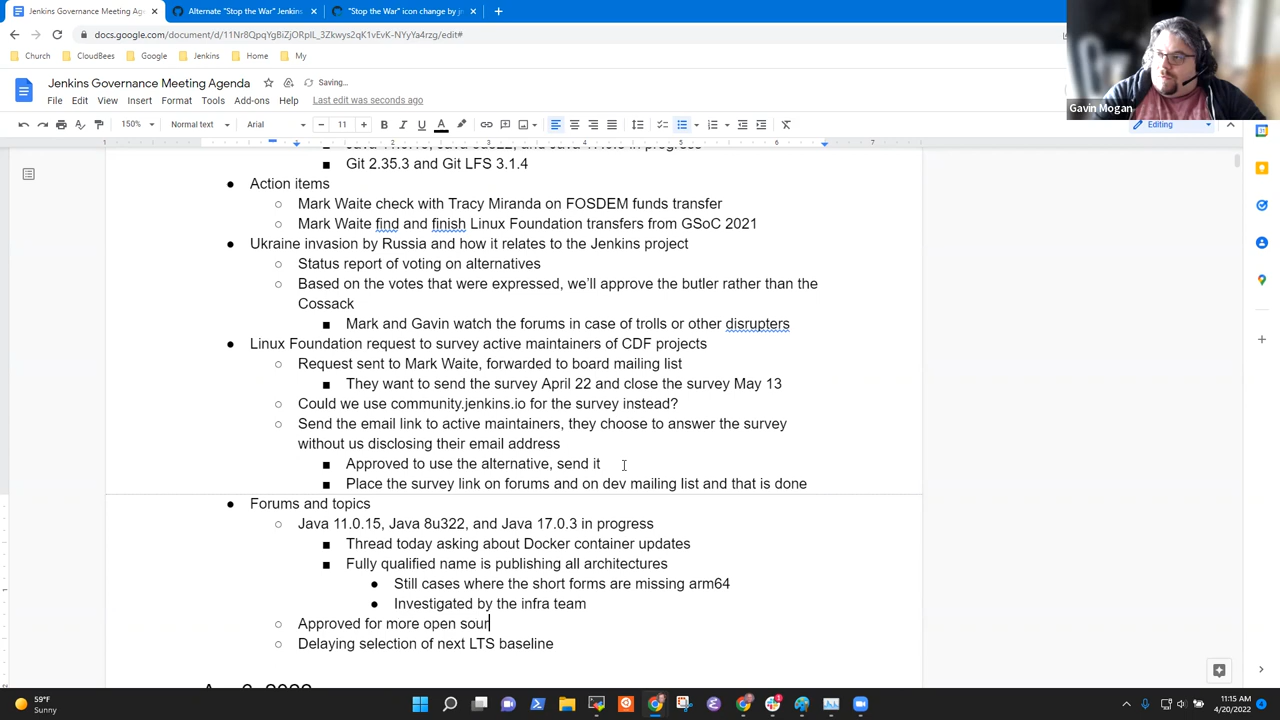 Jenkins Governance Meeting Ag
Alternate "Stop the War" Jenkins
"Stop the War" icon change by j
docs.google.com/document/d/11Nr8QpqYgBiZjORpIL_3Zkwys2qK1vEvK-NYyYa4rzg/edit#
Church
CloudBees
Google
Jenkins
Home
My
Jenkins Governance Meeting Agenda
Saving...
File Edit View Insert Format Tools Add-ons Help Last edit was seconds ago
150% Normal text Arial 11 Editing
Gavin Mogan
1 1 2 3 4 5 6 7
Git 2.35.3 and Git LFS 3.1.4
Action items
Mark Waite check with Tracy Miranda on FOSDEM funds transfer
Mark Waite find and finish Linux Foundation transfers from GSoC 2021
Ukraine invasion by Russia and how it relates to the Jenkins project
Status report of voting on alternatives
Based on the votes that were expressed, we'll approve the butler rather than the
Cossack
Mark and Gavin watch the forums in case of trolls or other disrupters
Linux Foundation request to survey active maintainers of CDF projects
Request sent to Mark Waite, forwarded to board mailing list
They want to send the survey April 22 and close the survey May 13
Could we use community.jenkins.io for the survey instead?
Send the email link to active maintainers, they choose to answer the survey
without us disclosing their email address
Approved to use the alternative, send it
Place the survey link on forums and on dev mailing list and that is done
Forums and topics
Java 11.0.15, Java 8u322, and Java 17.0.3 in progress
Thread today asking about Docker container updates
Fully qualified name is publishing all architectures
Still cases where the short forms are missing arm64
Investigated by the infra team
Approved for more open sour
Delaying selection of next LTS baseline
59°F
Sunny
11:15 AM
4/20/2022